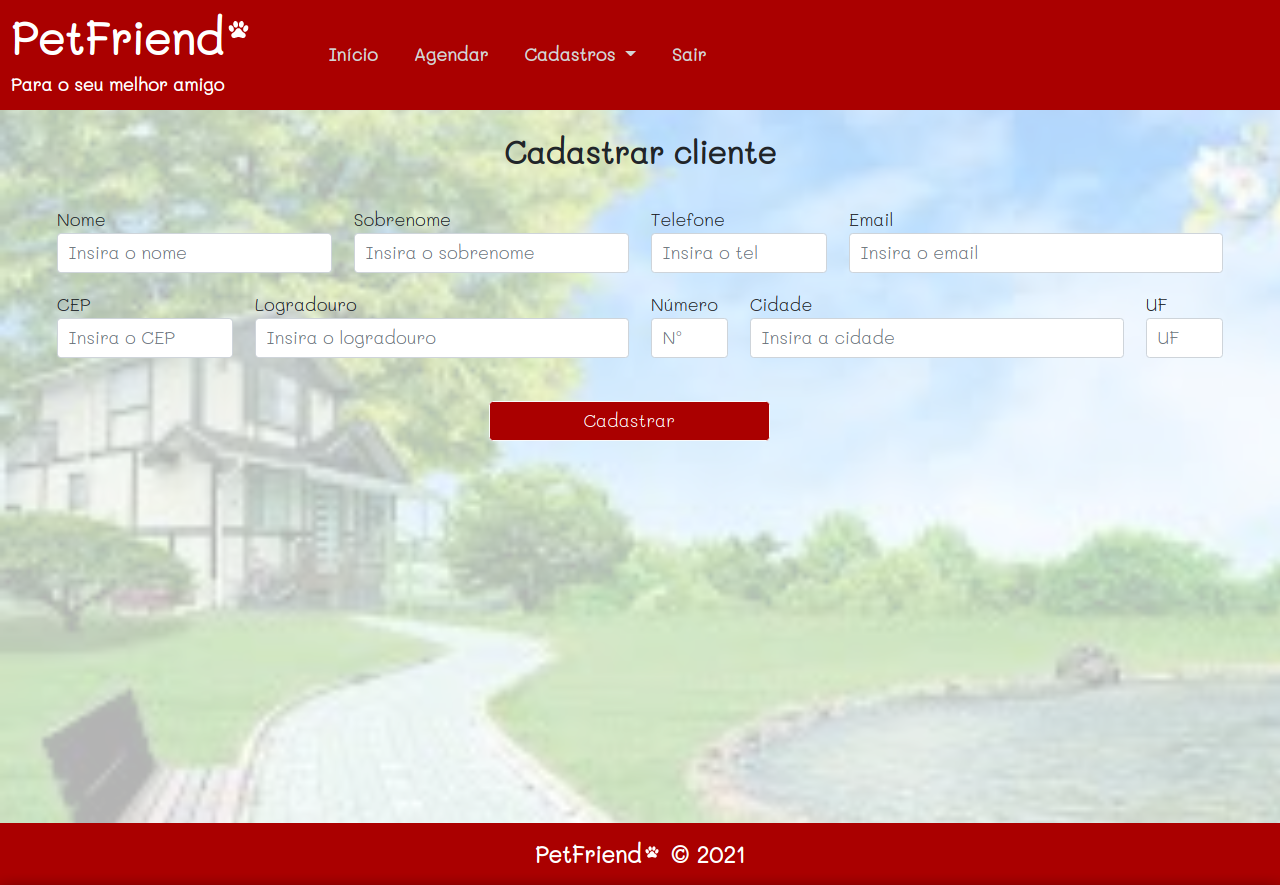 PetFriend
Início Agendar Cadastros Sair
Para o seu melhor amigo
Cadastrar cliente
Nome Sobrenome Telefone Email
Insira o nome Insira o sobrenome Insira o tel Insira o email
CEP Logradouro Número Cidade UF
Insira o CEP Insira o logradouro Nº Insira a cidade UF
Cadastrar
PetFriend © 2021